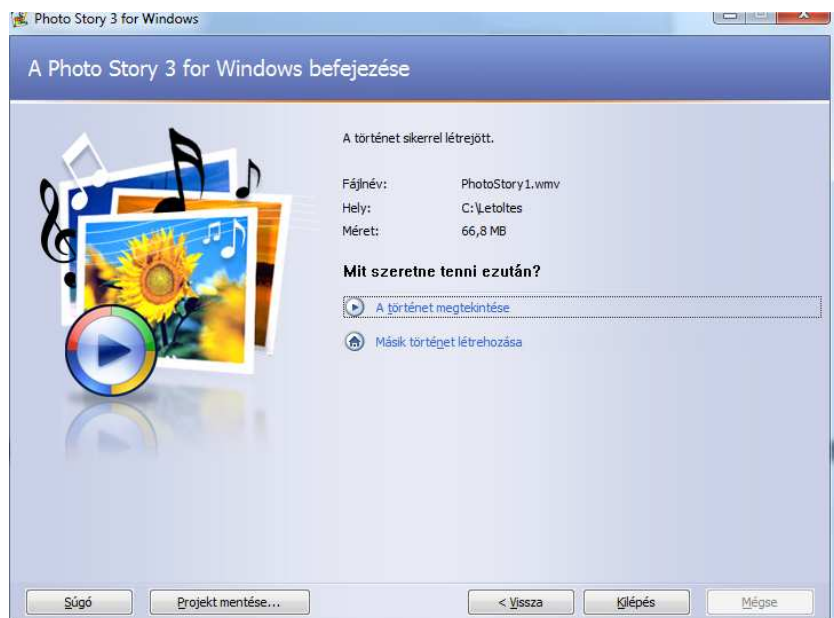 Photo Story 3 for Windows
A Photo Story 3 for Windows befejezése
A történet sikerrel létrejött.
Fájlnév: PhotoStory1.wmv
Hely: C:\Letoltes
Méret: 66,8 MB
Mit szeretne tenni ezután?
A történet megtekintése
Másik történet létrehozása
Súgó Projekt mentése... < Vissza Kilépés Mégse